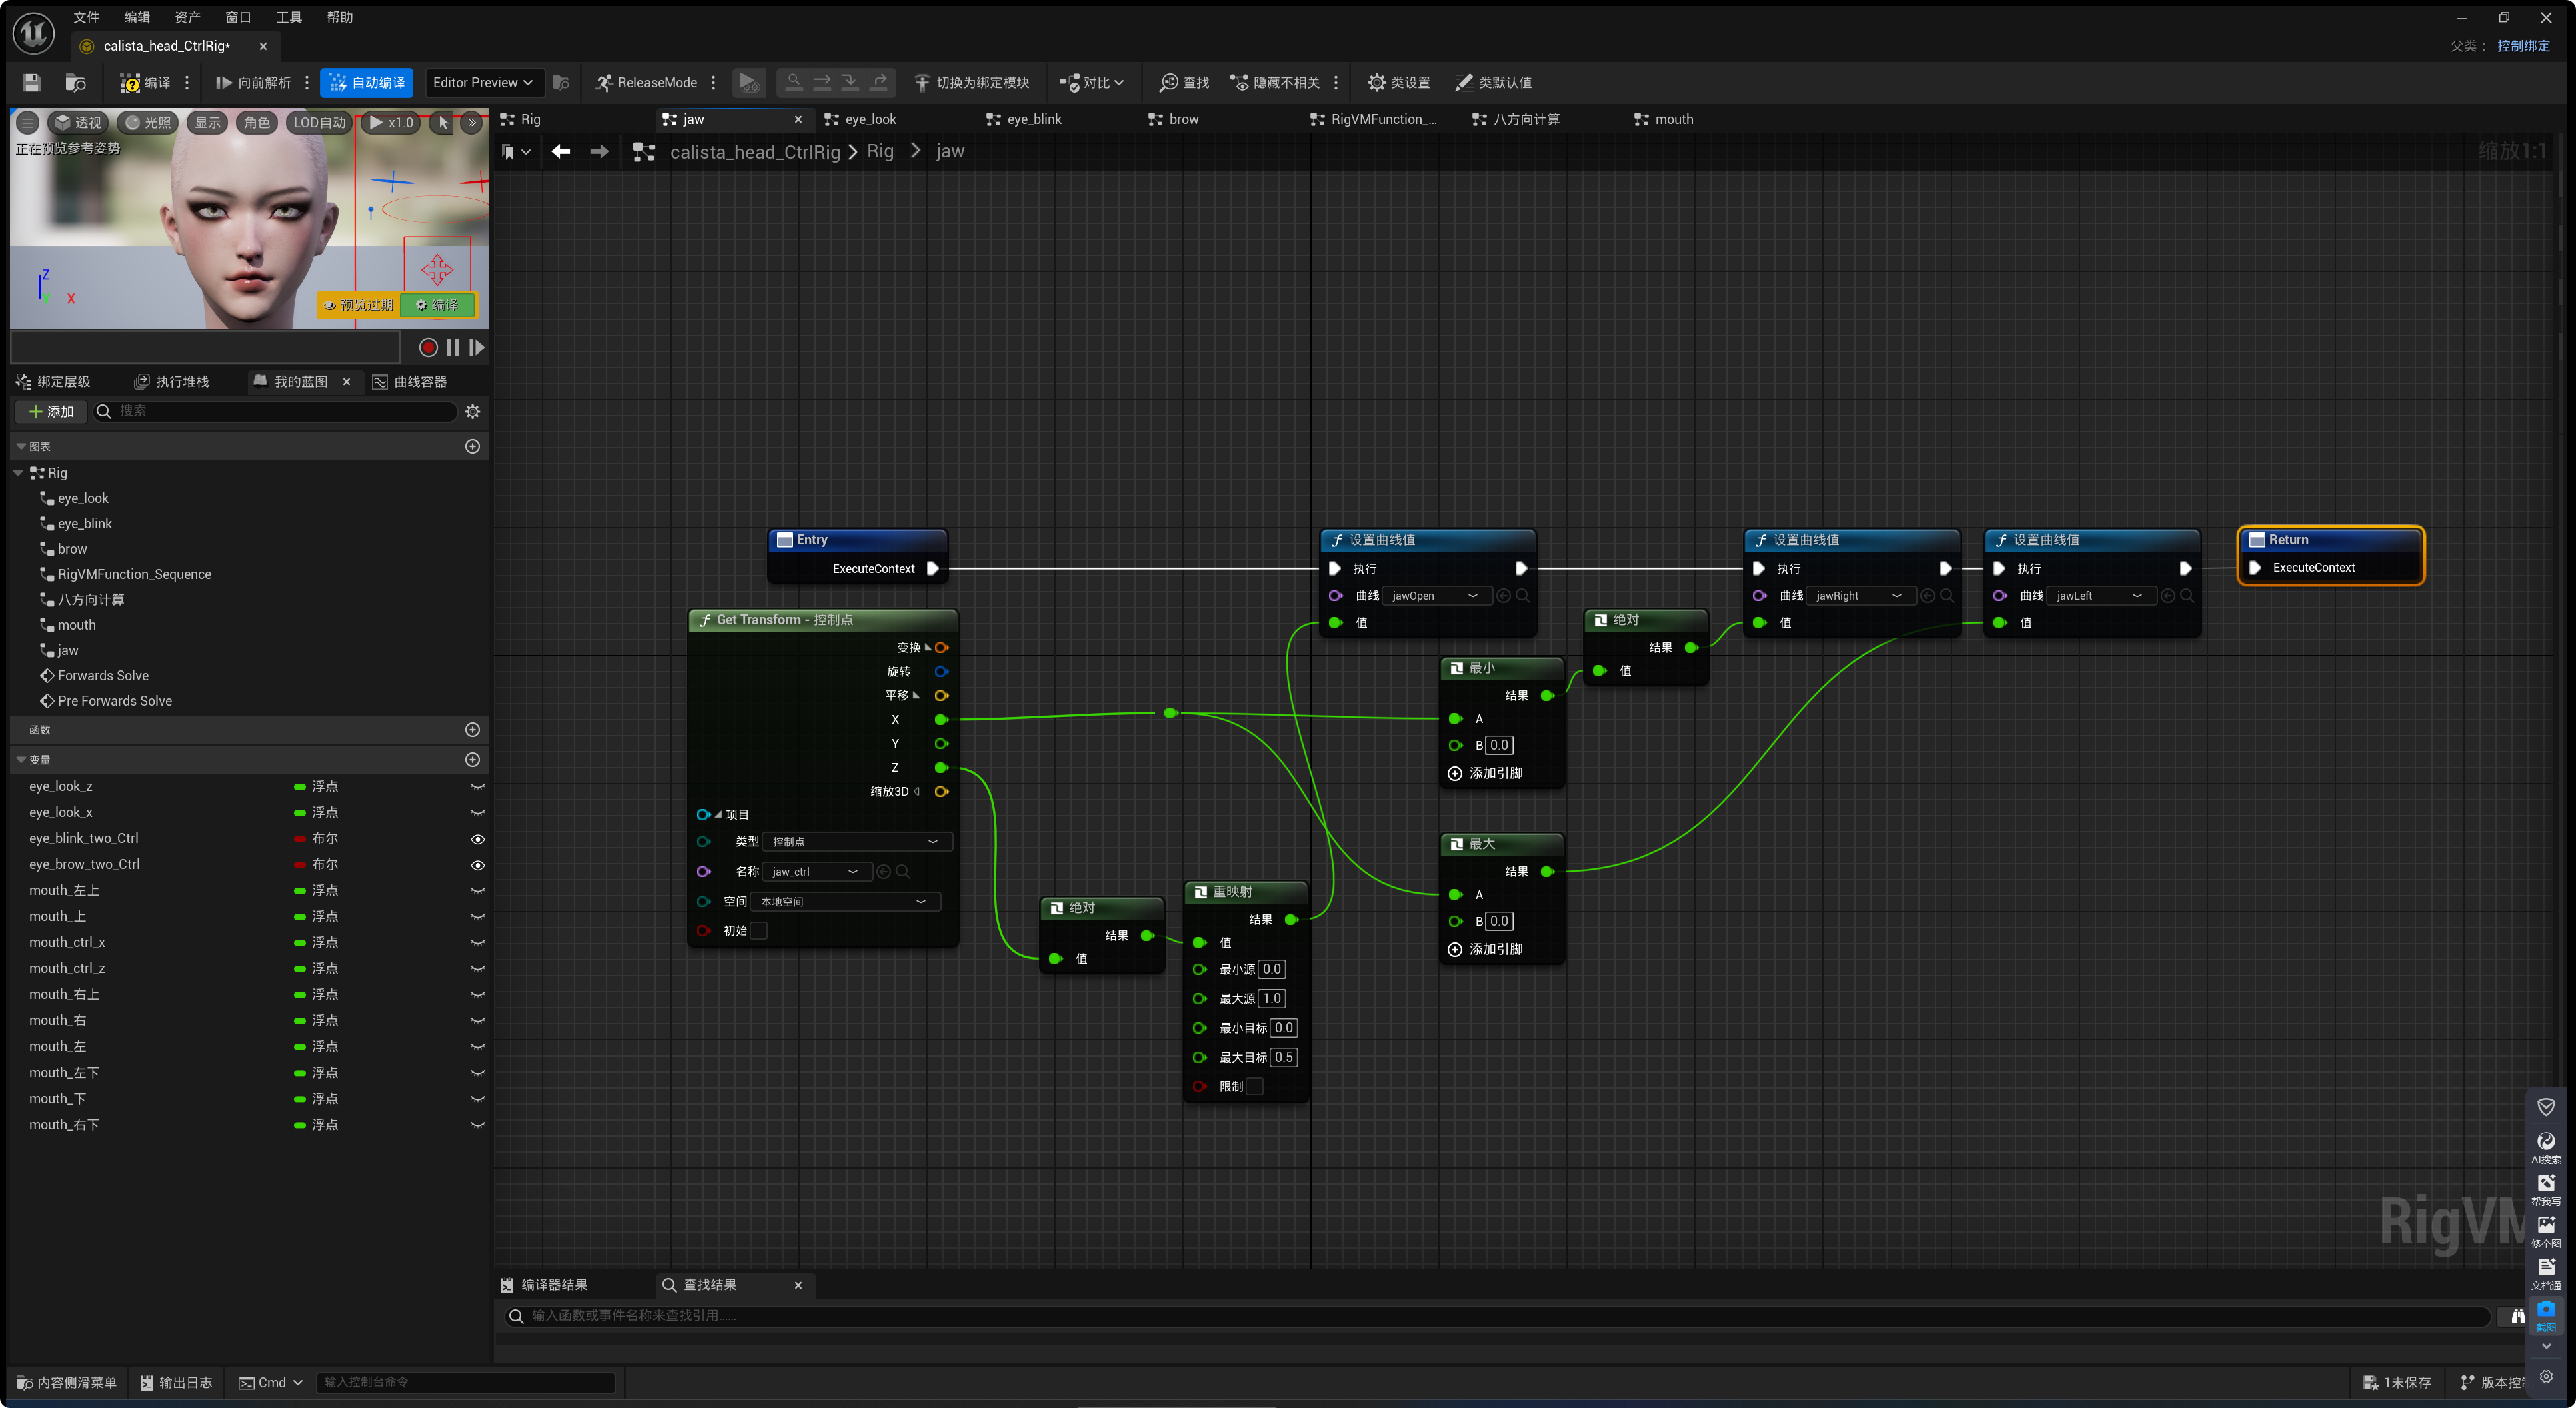 文件 编辑 资产 窗口 工具 帮助
calista_head_CtrlRig*
父类： 控制绑定
编译 向前解析 自动编译 Editor Preview ReleaseMode 切换为绑定模块 对比 查找 隐藏不相关 类设置 类默认值
透视 光照 显示 角色 LOD自动 x1.0
正在预览参考姿势
Z
X
预览过期 编译
Rig jaw eye_look eye_blink brow RigVMFunction_... 八方向计算 mouth
calista_head_CtrlRig Rig jaw
缩放1:1
绑定层级 执行堆栈 我的蓝图 曲线容器
添加 搜索
图表
Rig
eye_look
eye_blink
brow
RigVMFunction_Sequence
八方向计算
mouth
jaw
Forwards Solve
Pre Forwards Solve
函数
变量
eye_look_z 浮点
eye_look_x 浮点
eye_blink_two_Ctrl 布尔
eye_brow_two_Ctrl 布尔
mouth_左上 浮点
mouth_上 浮点
mouth_ctrl_x 浮点
mouth_ctrl_z 浮点
mouth_右上 浮点
mouth_右 浮点
mouth_左 浮点
mouth_左下 浮点
mouth_下 浮点
mouth_右下 浮点
Entry
ExecuteContext
Get Transform - 控制点
变换
旋转
平移
X
Y
Z
缩放3D
项目
类型 控制点
名称 jaw_ctrl
空间 本地空间
初始
绝对
结果
值
重映射
结果
值
最小源 0.0
最大源 1.0
最小目标 0.0
最大目标 0.5
限制
设置曲线值
执行
曲线 jawOpen
值
最小
结果
A
B 0.0
添加引脚
最大
结果
A
B 0.0
添加引脚
绝对
结果
值
设置曲线值
执行
曲线 jawRight
值
设置曲线值
执行
曲线 jawLeft
值
Return
ExecuteContext
RigVM
AI搜索
帮我写
修个图
文档通
截图
编译器结果 查找结果
输入函数或事件名称来查找引用......
内容侧滑菜单 输出日志 Cmd 输入控制台命令
1未保存 版本控制